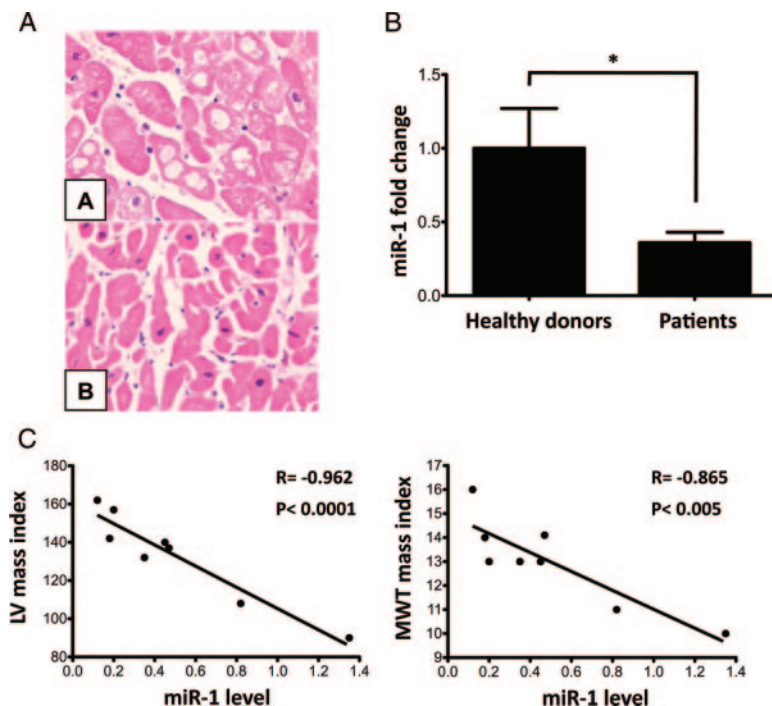 A
A
B
B
*
miR-1 fold change
1.5
1.0
0.5
0.0
Healthy donors
Patients
C
LV mass index
180
160
140
120
100
80
R= -0.962
P< 0.0001
0.0 0.2 0.4 0.6 0.8 1.0 1.2 1.4
miR-1 level
MWT mass index
17
16
15
14
13
12
11
10
9
R= -0.865
P< 0.005
0.0 0.2 0.4 0.6 0.8 1.0 1.2 1.4
miR-1 level